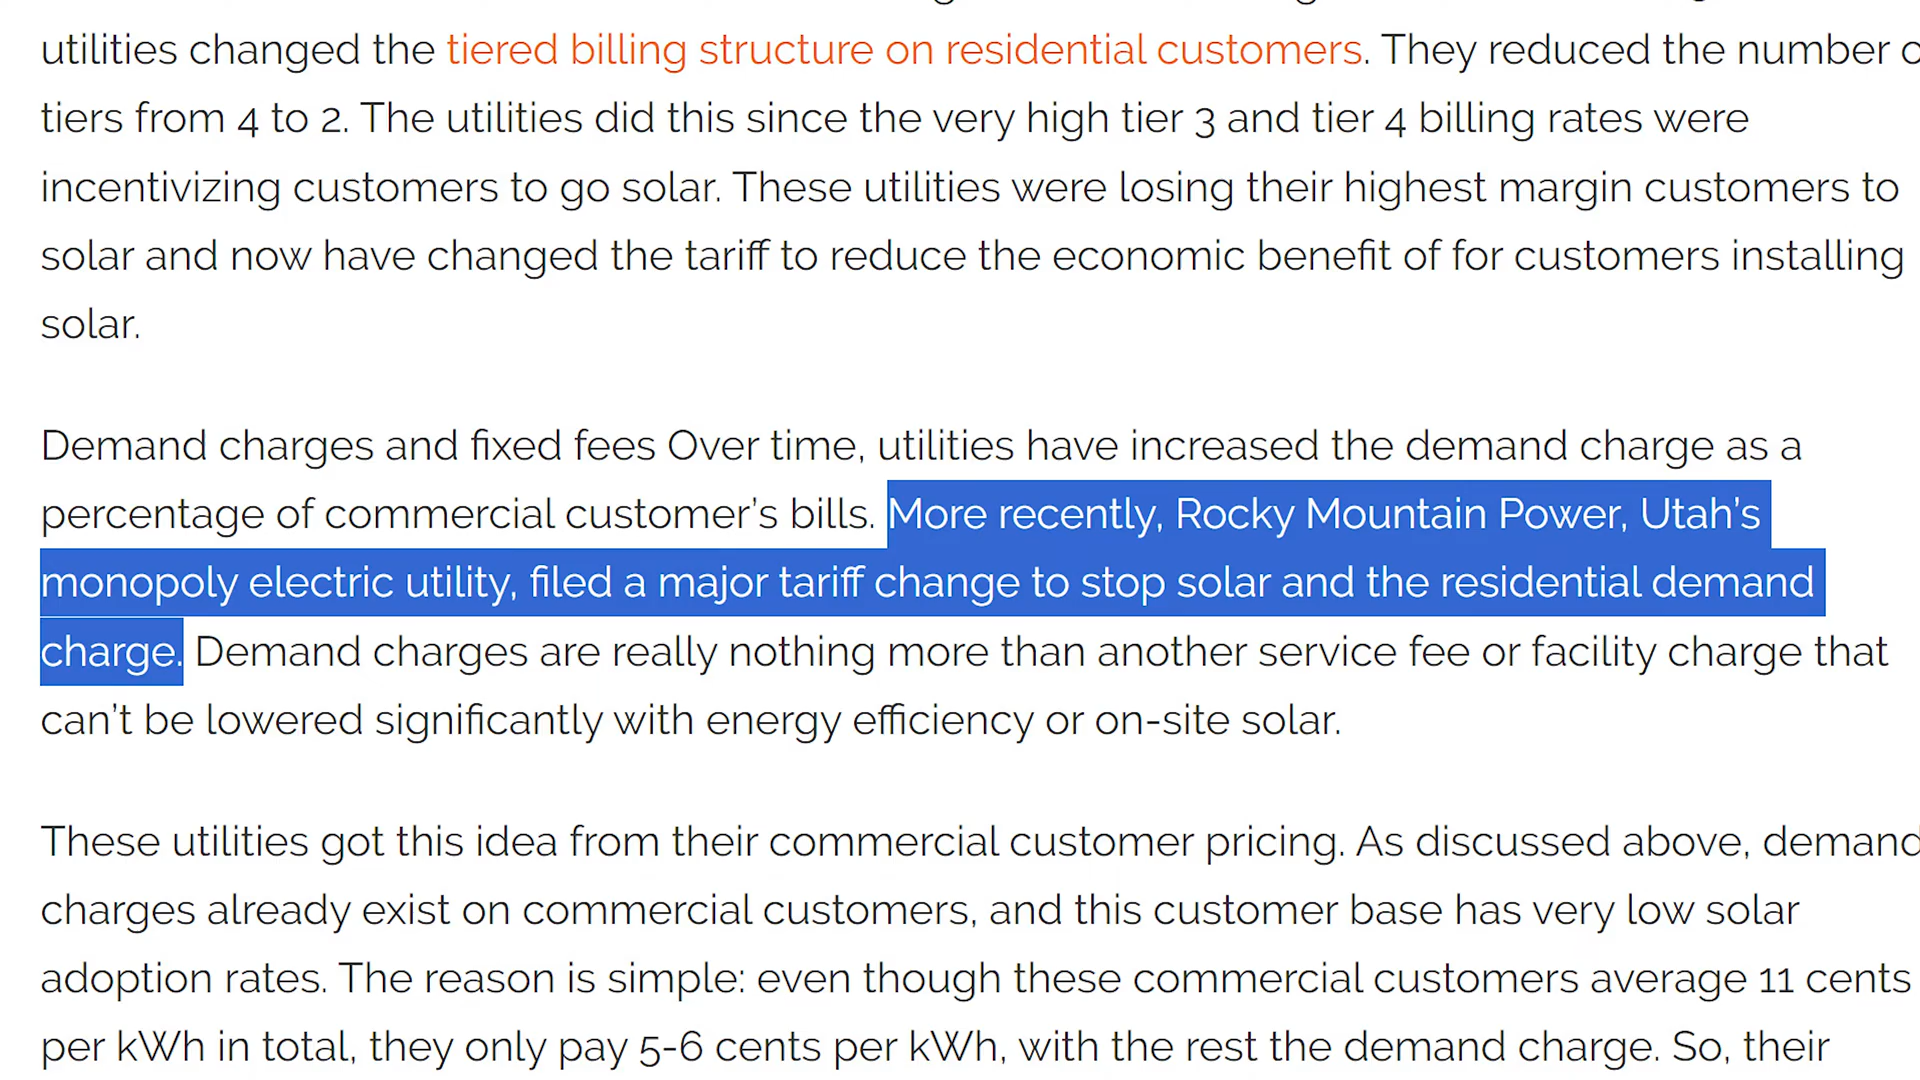 utilities changed the tiered billing structure on residential customers. They reduced the number
tiers from 4 to 2. The utilities did this since the very high tier 3 and tier 4 billing rates were
incentivizing customers to go solar. These utilities were losing their highest margin customers to
solar and now have changed the tariff to reduce the economic benefit of for customers installing
solar.
Demand charges and fixed fees Over time, utilities have increased the demand charge as a
percentage of commercial customer’s bills. More recently, Rocky Mountain Power, Utah’s
monopoly electric utility, filed a major tariff change to stop solar and the residential demand
charge. Demand charges are really nothing more than another service fee or facility charge that
can’t be lowered significantly with energy efficiency or on-site solar.
These utilities got this idea from their commercial customer pricing. As discussed above, demand
charges already exist on commercial customers, and this customer base has very low solar
adoption rates. The reason is simple: even though these commercial customers average 11 cents
per kWh in total, they only pay 5-6 cents per kWh, with the rest the demand charge. So, their